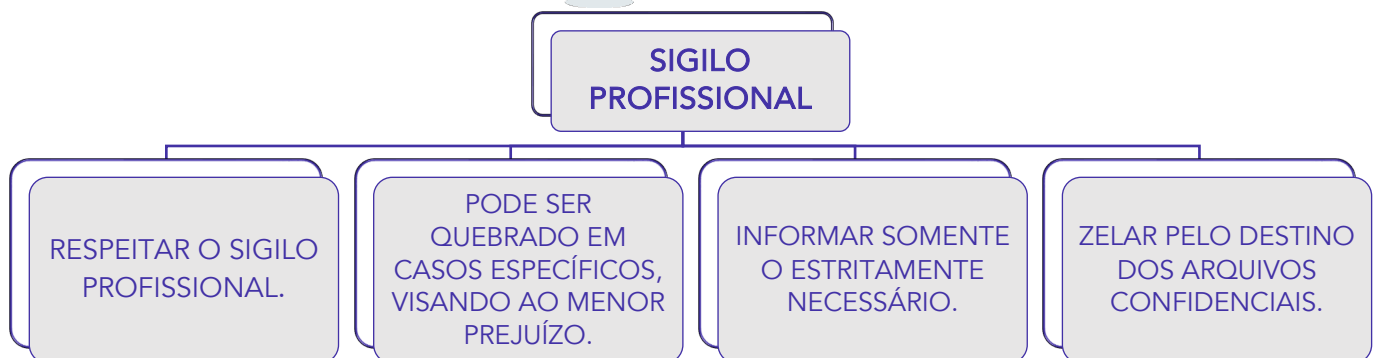 SIGILO
PROFISSIONAL
RESPEITAR O SIGILO
PROFISSIONAL.
PODE SER
QUEBRADO EM
CASOS ESPECÍFICOS,
VISANDO AO MENOR
PREJUÍZO.
INFORMAR SOMENTE
O ESTRITAMENTE
NECESSÁRIO.
ZELAR PELO DESTINO
DOS ARQUIVOS
CONFIDENCIAIS.